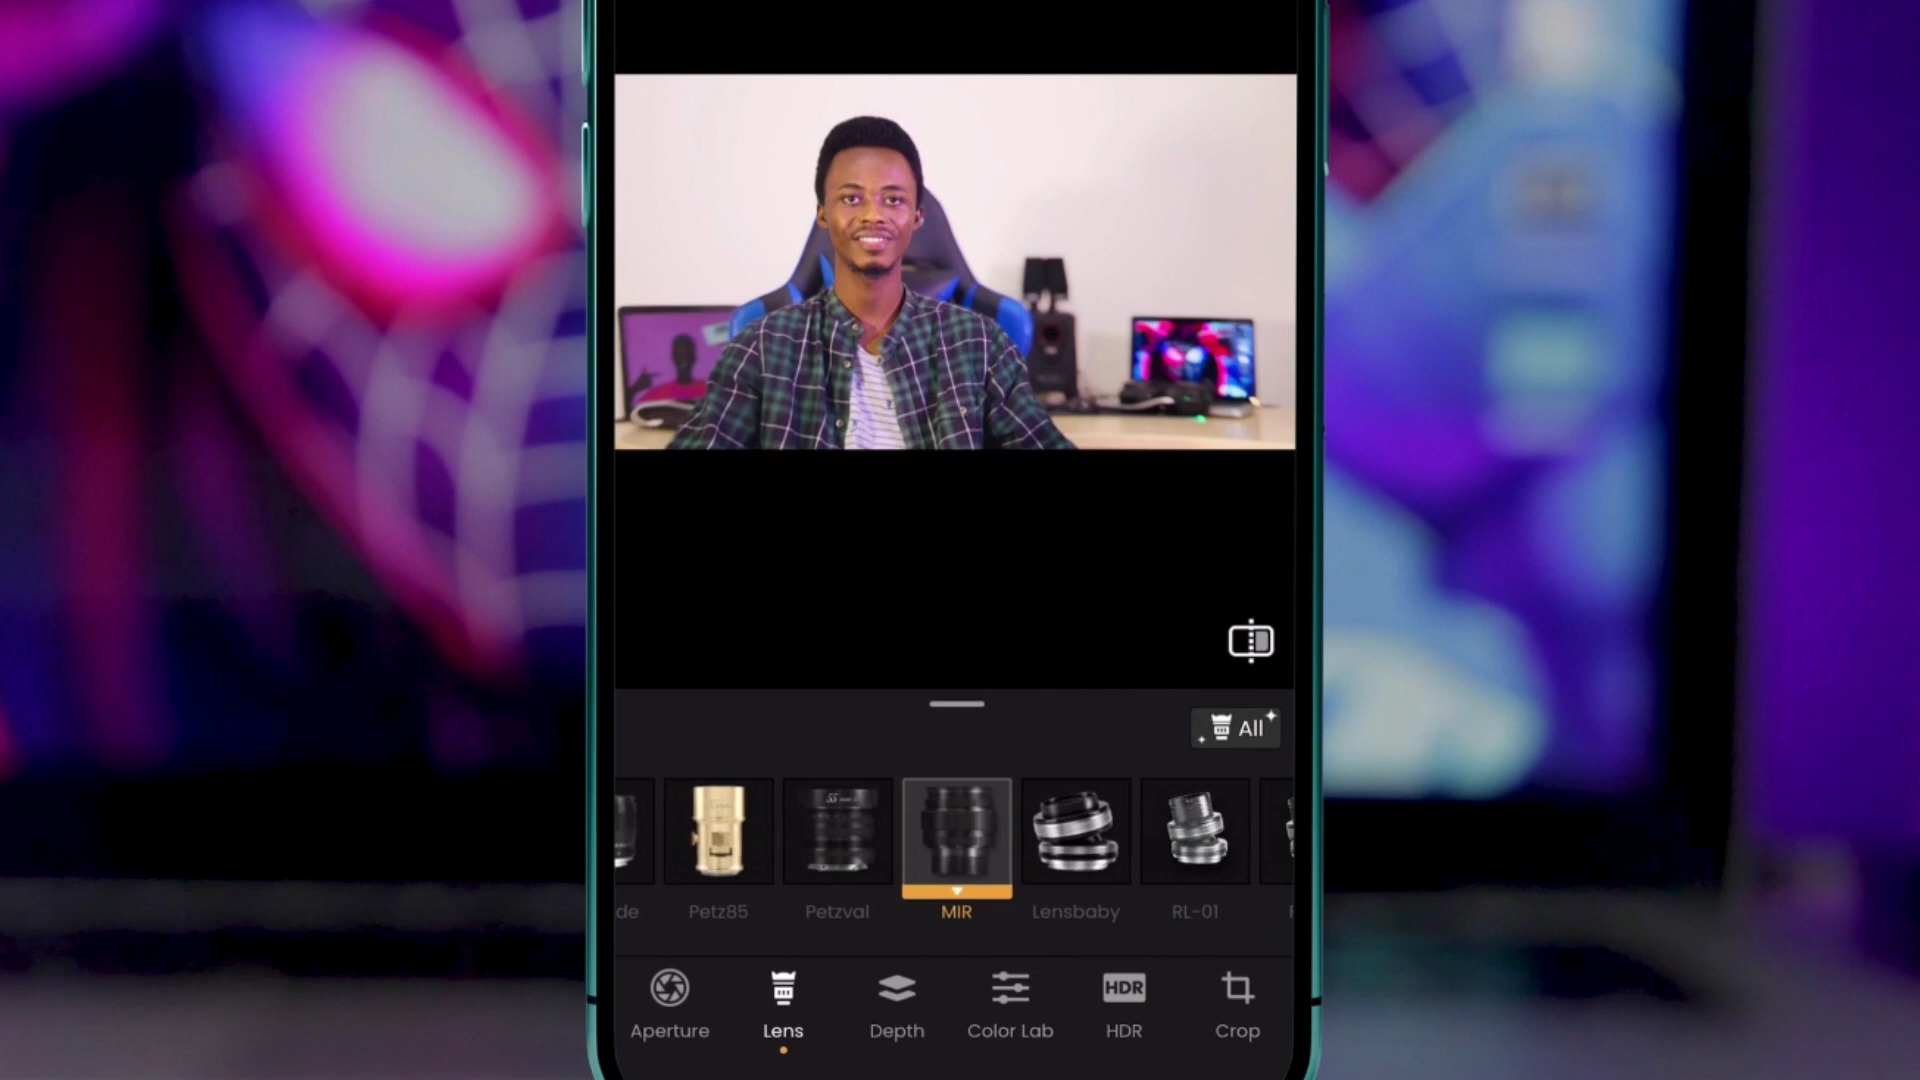 All
de
Petz85
Petzval
MIR
Lensbaby
RL-01
Aperture
Lens
Depth
Color Lab
HDR
HDR
Crop